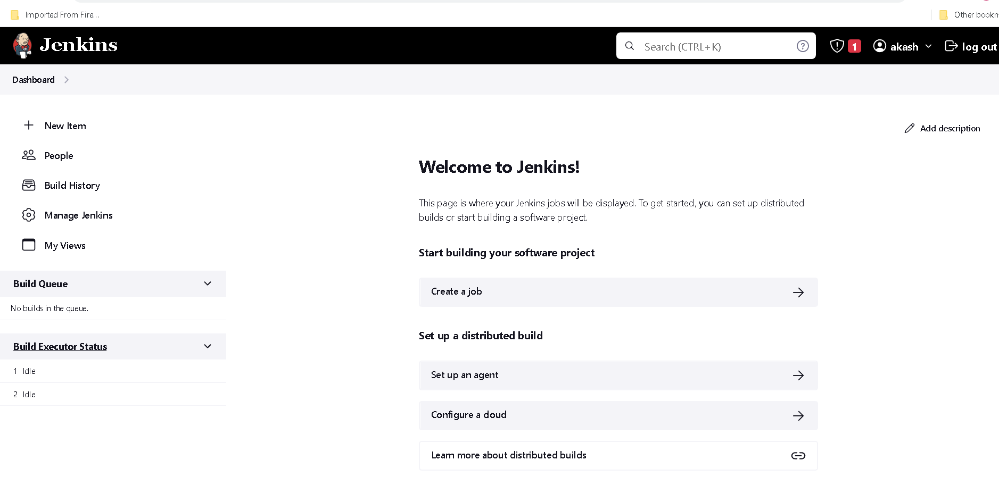 Imported From Fire...
Other bookm
Jenkins
Search (CTRL+K)
1
akash
log out
Dashboard
New Item
People
Build History
Manage Jenkins
My Views
Add description
Welcome to Jenkins!
This page is where your Jenkins jobs will be displayed. To get started, you can set up distributed
builds or start building a software project.
Start building your software project
Create a job
Set up a distributed build
Set up an agent
Configure a cloud
Learn more about distributed builds
Build Queue
No builds in the queue.
Build Executor Status
1 Idle
2 Idle